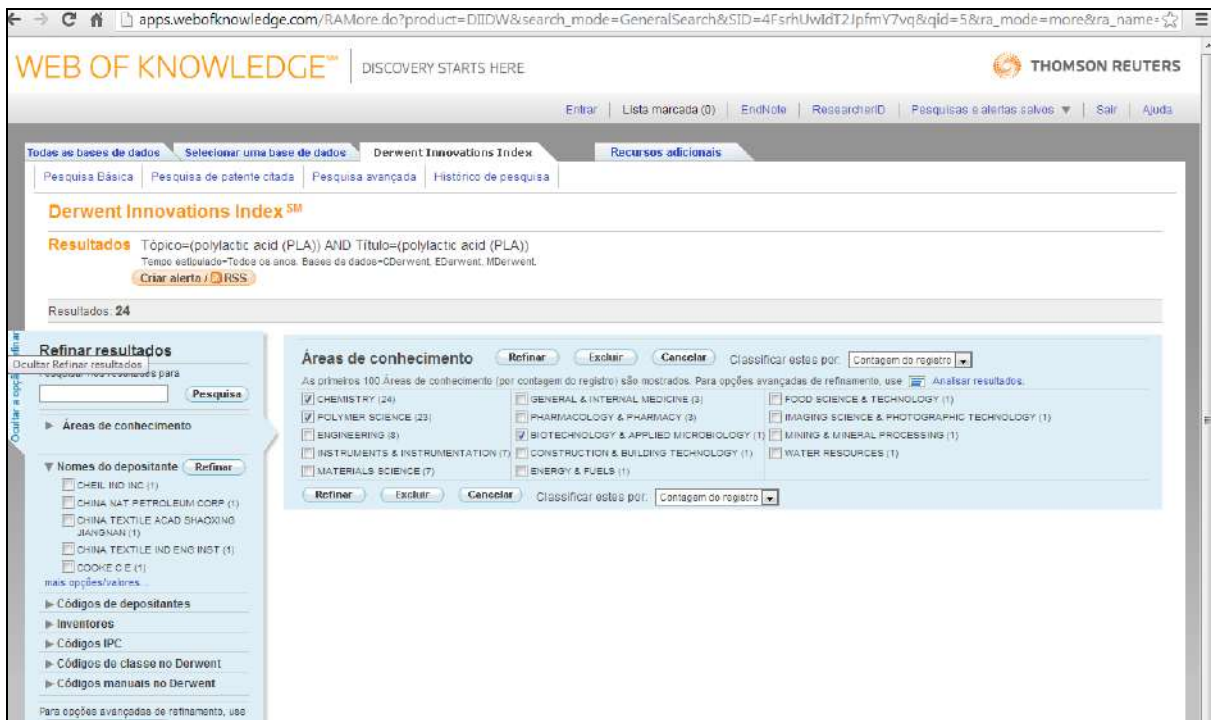 apps.webofknowledge.com/RAMore.do?product=DIIDW&search_mode=GeneralSearch&SID=4FsrhUwIdT2JpfmY7vq&qid=5&ra_mode=more&ra_name=
WEB OF KNOWLEDGE℠ DISCOVERY STARTS HERE
THOMSON REUTERS
Entrar | Lista marcada (0) | EndNote | ResearcherID | Pesquisas e alertas salvos | Sair | Ajuda
Todas as bases de dados Selecionar uma base de dados Derwent Innovations Index Recursos adicionais
Pesquisa Básica Pesquisa de patente citada Pesquisa avançada Histórico de pesquisa
Derwent Innovations Index SM
Resultados Tópico=(polylactic acid (PLA)) AND Título=(polylactic acid (PLA))
Tempo estipulado=Todos os anos. Bases de dados=CDerwent, EDerwent, MDerwent.
Criar alerta / RSS
Resultados: 24
Refinar resultados
Ocultar Refinar resultados
Pesquisa
Áreas de conhecimento
Nomes do depositante Refinar
CHEIL IND INC (1)
CHINA NAT PETROLEUM CORP (1)
CHINA TEXTILE ACAD SHAOXING
JIANGNAN (1)
CHINA TEXTILE IND ENG INST (1)
COOKE C E (1)
mais opções/valores...
Códigos de depositantes
Inventores
Códigos IPC
Códigos de classe no Derwent
Códigos manuais no Derwent
Para opções avançadas de refinamento, use
Áreas de conhecimento Refinar Excluir Cancelar Classificar estes por: Contagem do registro
As primeiros 100 Áreas de conhecimento (por contagem do registro) são mostrados. Para opções avançadas de refinamento, use Analisar resultados.
CHEMISTRY (24) GENERAL & INTERNAL MEDICINE (3) FOOD SCIENCE & TECHNOLOGY (1)
POLYMER SCIENCE (23) PHARMACOLOGY & PHARMACY (3) IMAGING SCIENCE & PHOTOGRAPHIC TECHNOLOGY (1)
ENGINEERING (8) BIOTECHNOLOGY & APPLIED MICROBIOLOGY (1) MINING & MINERAL PROCESSING (1)
INSTRUMENTS & INSTRUMENTATION (7) CONSTRUCTION & BUILDING TECHNOLOGY (1) WATER RESOURCES (1)
MATERIALS SCIENCE (7) ENERGY & FUELS (1)
Refinar Excluir Cancelar Classificar estes por: Contagem do registro